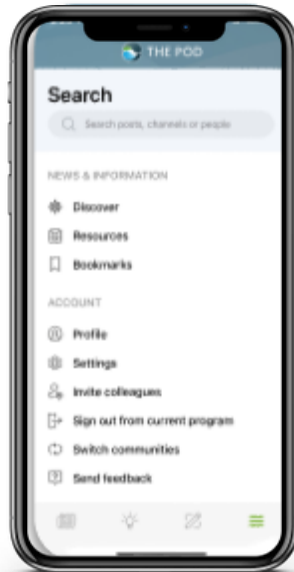 THE POD
Search
Search posts, channels or people
NEWS & INFORMATION
Discover
Resources
Bookmarks
ACCOUNT
Profile
Settings
Invite colleagues
Sign out from current program
Switch communities
Send feedback